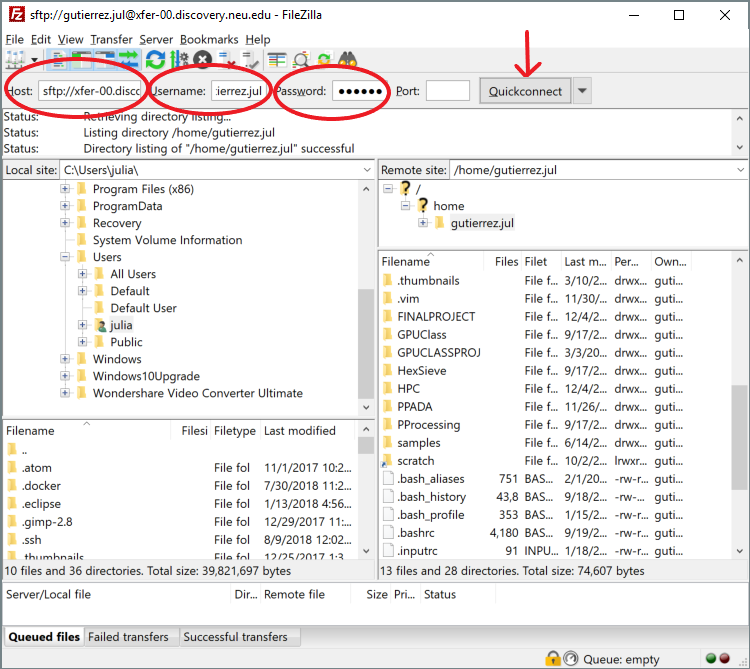 sftp://gutierrez.jul@xfer-00.discovery.neu.edu - FileZilla
File Edit View Transfer Server Bookmarks Help
Host: sftp://xfer-00.disco Username: ierrez.jul Password: ●●●●●● Port: Quickconnect
Status: Retrieving directory listing...
Status: Listing directory /home/gutierrez.jul
Status: Directory listing of "/home/gutierrez.jul" successful
Local site: C:\Users\julia\
Program Files (x86)
ProgramData
Recovery
System Volume Information
Users
All Users
Default
Default User
julia
Public
Windows
Windows10Upgrade
Wondershare Video Converter Ultimate
Filename Filesi Filetype Last modified
..
.atom File fol 11/1/2017 10:2...
.docker File fol 7/30/2018 11:2...
.eclipse File fol 1/13/2018 4:56...
.gimp-2.8 File fol 12/29/2017 11:...
.ssh File fol 8/9/2018 12:02...
.thumbnails File fol 12/25/2017 1:3...
10 files and 36 directories. Total size: 39,821,697 bytes
Remote site: /home/gutierrez.jul
/
home
gutierrez.jul
Filename Files Filet Last m... Per... Own...
.thumbnails File f... 3/10/2... drwx... guti...
.vim File f... 11/30/... drwx... guti...
FINALPROJECT File f... 12/4/2... drwx... guti...
GPUClass File f... 9/17/2... drwx... guti...
GPUCLASSPROJ File f... 3/3/20... drwx... guti...
HexSieve File f... 9/17/2... drwx... guti...
HPC File f... 12/4/2... drwx... guti...
PPADA File f... 11/26/... drwx... guti...
PProcessing File f... 9/17/2... drwx... guti...
samples File f... 6/14/2... drwx... guti...
scratch File f... 10/2/2... lrwxr... guti...
.bash_aliases 751 BAS... 2/1/20... -rw-r... guti...
.bash_history 43,8 BAS... 9/18/2... -rw-... guti...
.bash_profile 353 BAS... 1/15/2... -rw-r... guti...
.bashrc 4,180 BAS... 9/19/2... -rw-r... guti...
.inputrc 91 INPU... 1/18/2... -rw-r... guti...
13 files and 28 directories. Total size: 74,607 bytes
Server/Local file Dir... Remote file Size Pri... Status
Queued files Failed transfers Successful transfers
Queue: empty